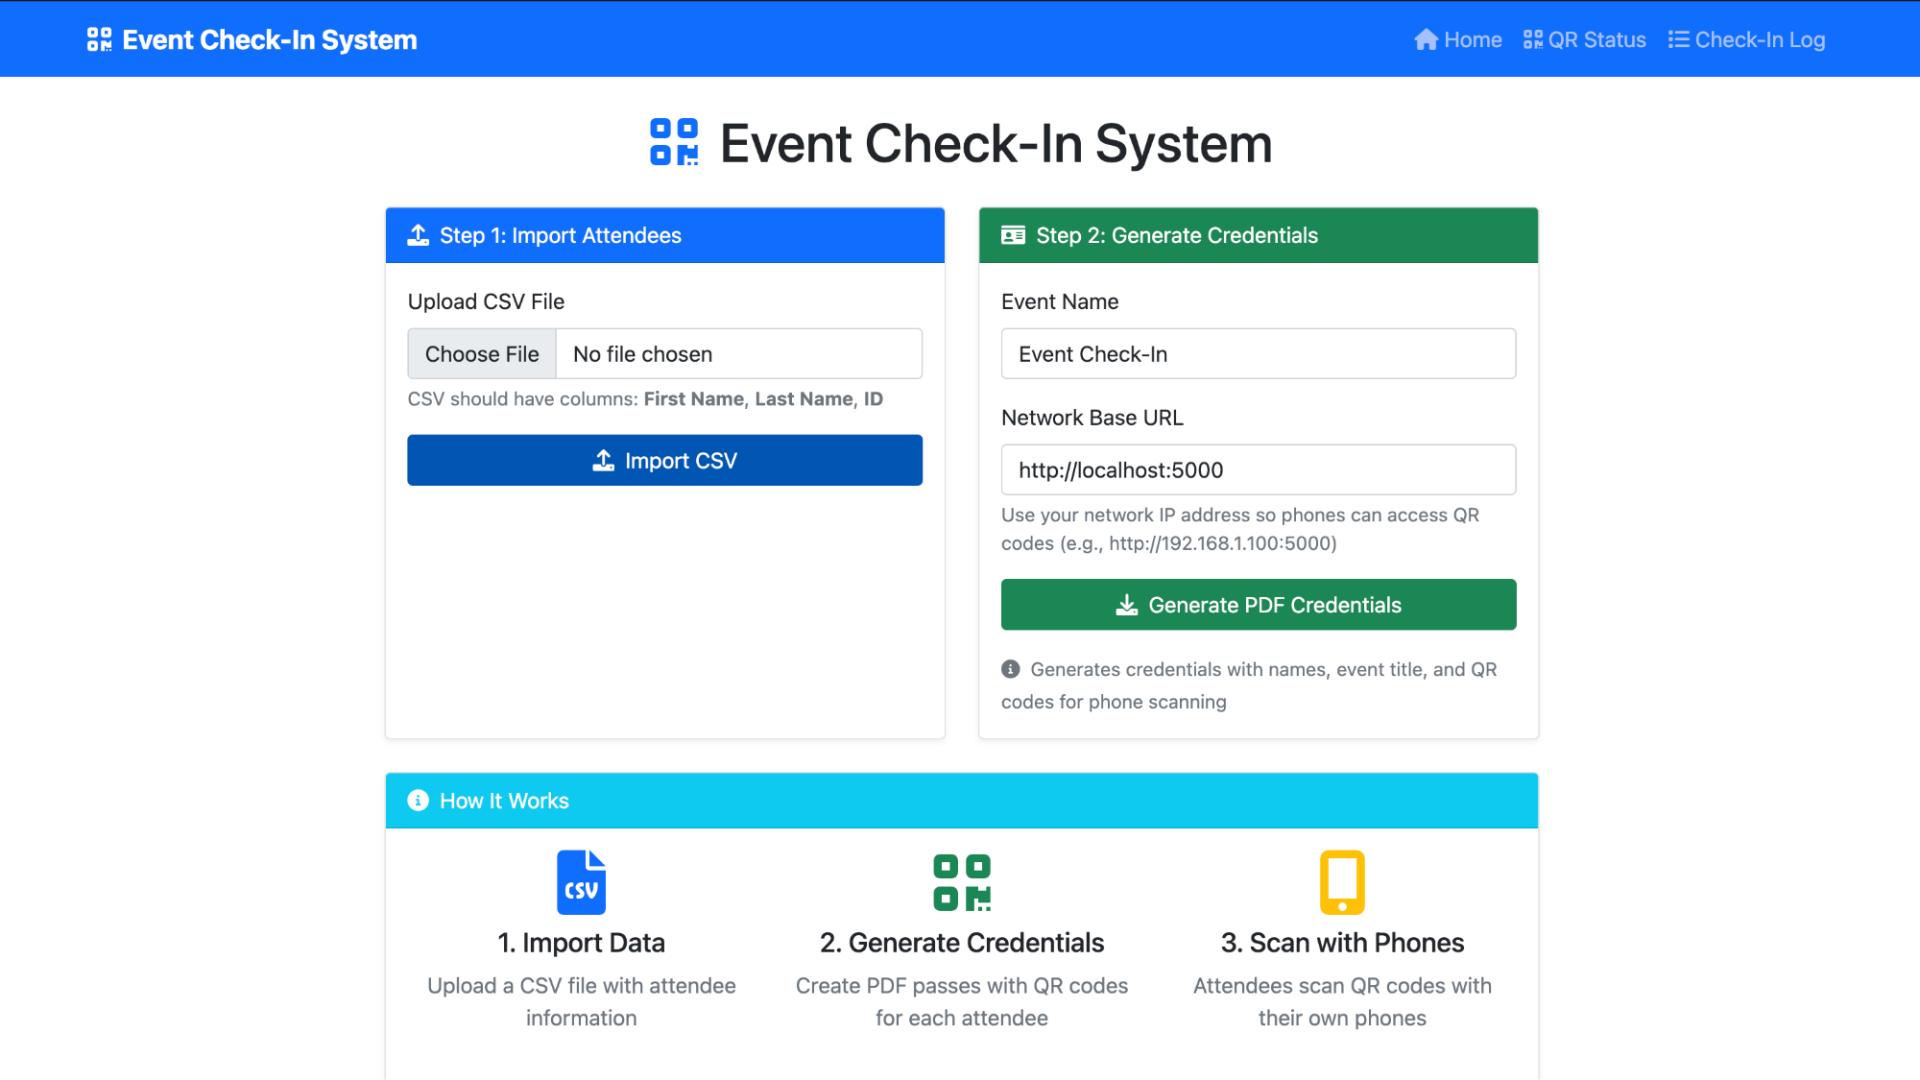 Event Check-In System
Home
QR Status
Check-In Log
Event Check-In System
Step 1: Import Attendees
Upload CSV File
Choose File
No file chosen
CSV should have columns: First Name, Last Name, ID
Import CSV
Step 2: Generate Credentials
Event Name
Event Check-In
Network Base URL
http://localhost:5000
Use your network IP address so phones can access QR
codes (e.g., http://192.168.1.100:5000)
Generate PDF Credentials
Generates credentials with names, event title, and QR
codes for phone scanning
How It Works
CSV
1. Import Data
Upload a CSV file with attendee
information
2. Generate Credentials
Create PDF passes with QR codes
for each attendee
3. Scan with Phones
Attendees scan QR codes with
their own phones